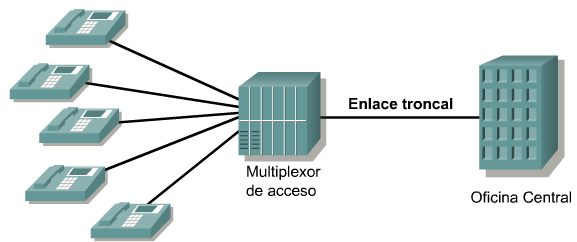 Enlace troncal
Multiplexor
de acceso
Oficina Central